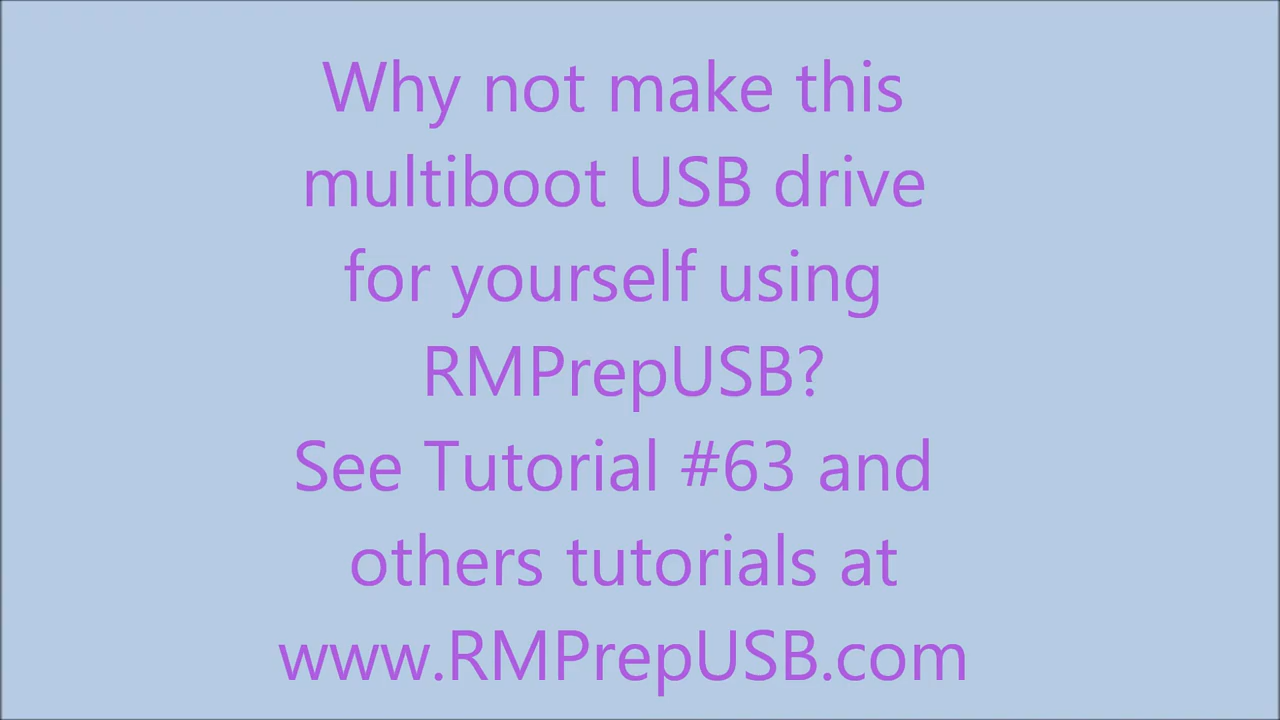 Why not make this
multiboot USB drive
for yourself using
RMPrepUSB?
See Tutorial #63 and
others tutorials at
www.RMPrepUSB.com